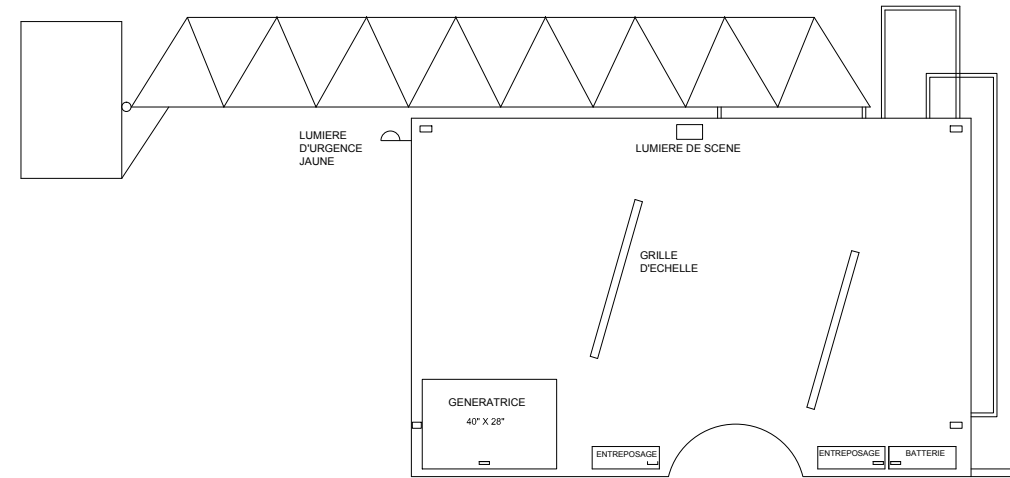 LUMIERE
D'URGENCE
JAUNE
LUMIERE DE SCENE
GRILLE
D'ECHELLE
GENERATRICE
40" X 28"
ENTREPOSAGE
ENTREPOSAGE
BATTERIE